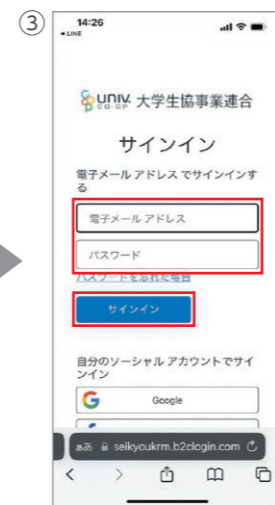 ③
14:26
◂ LINE
univ. 大学生協事業連合
CO-OP
サインイン
電子メール アドレス でサインインす
る
電子メール アドレス
パスワード
パスワードを忘れた場合
サインイン
自分のソーシャル アカウントでサイ
ンイン
Google
ああ seikyoukrm.b2clogin.com